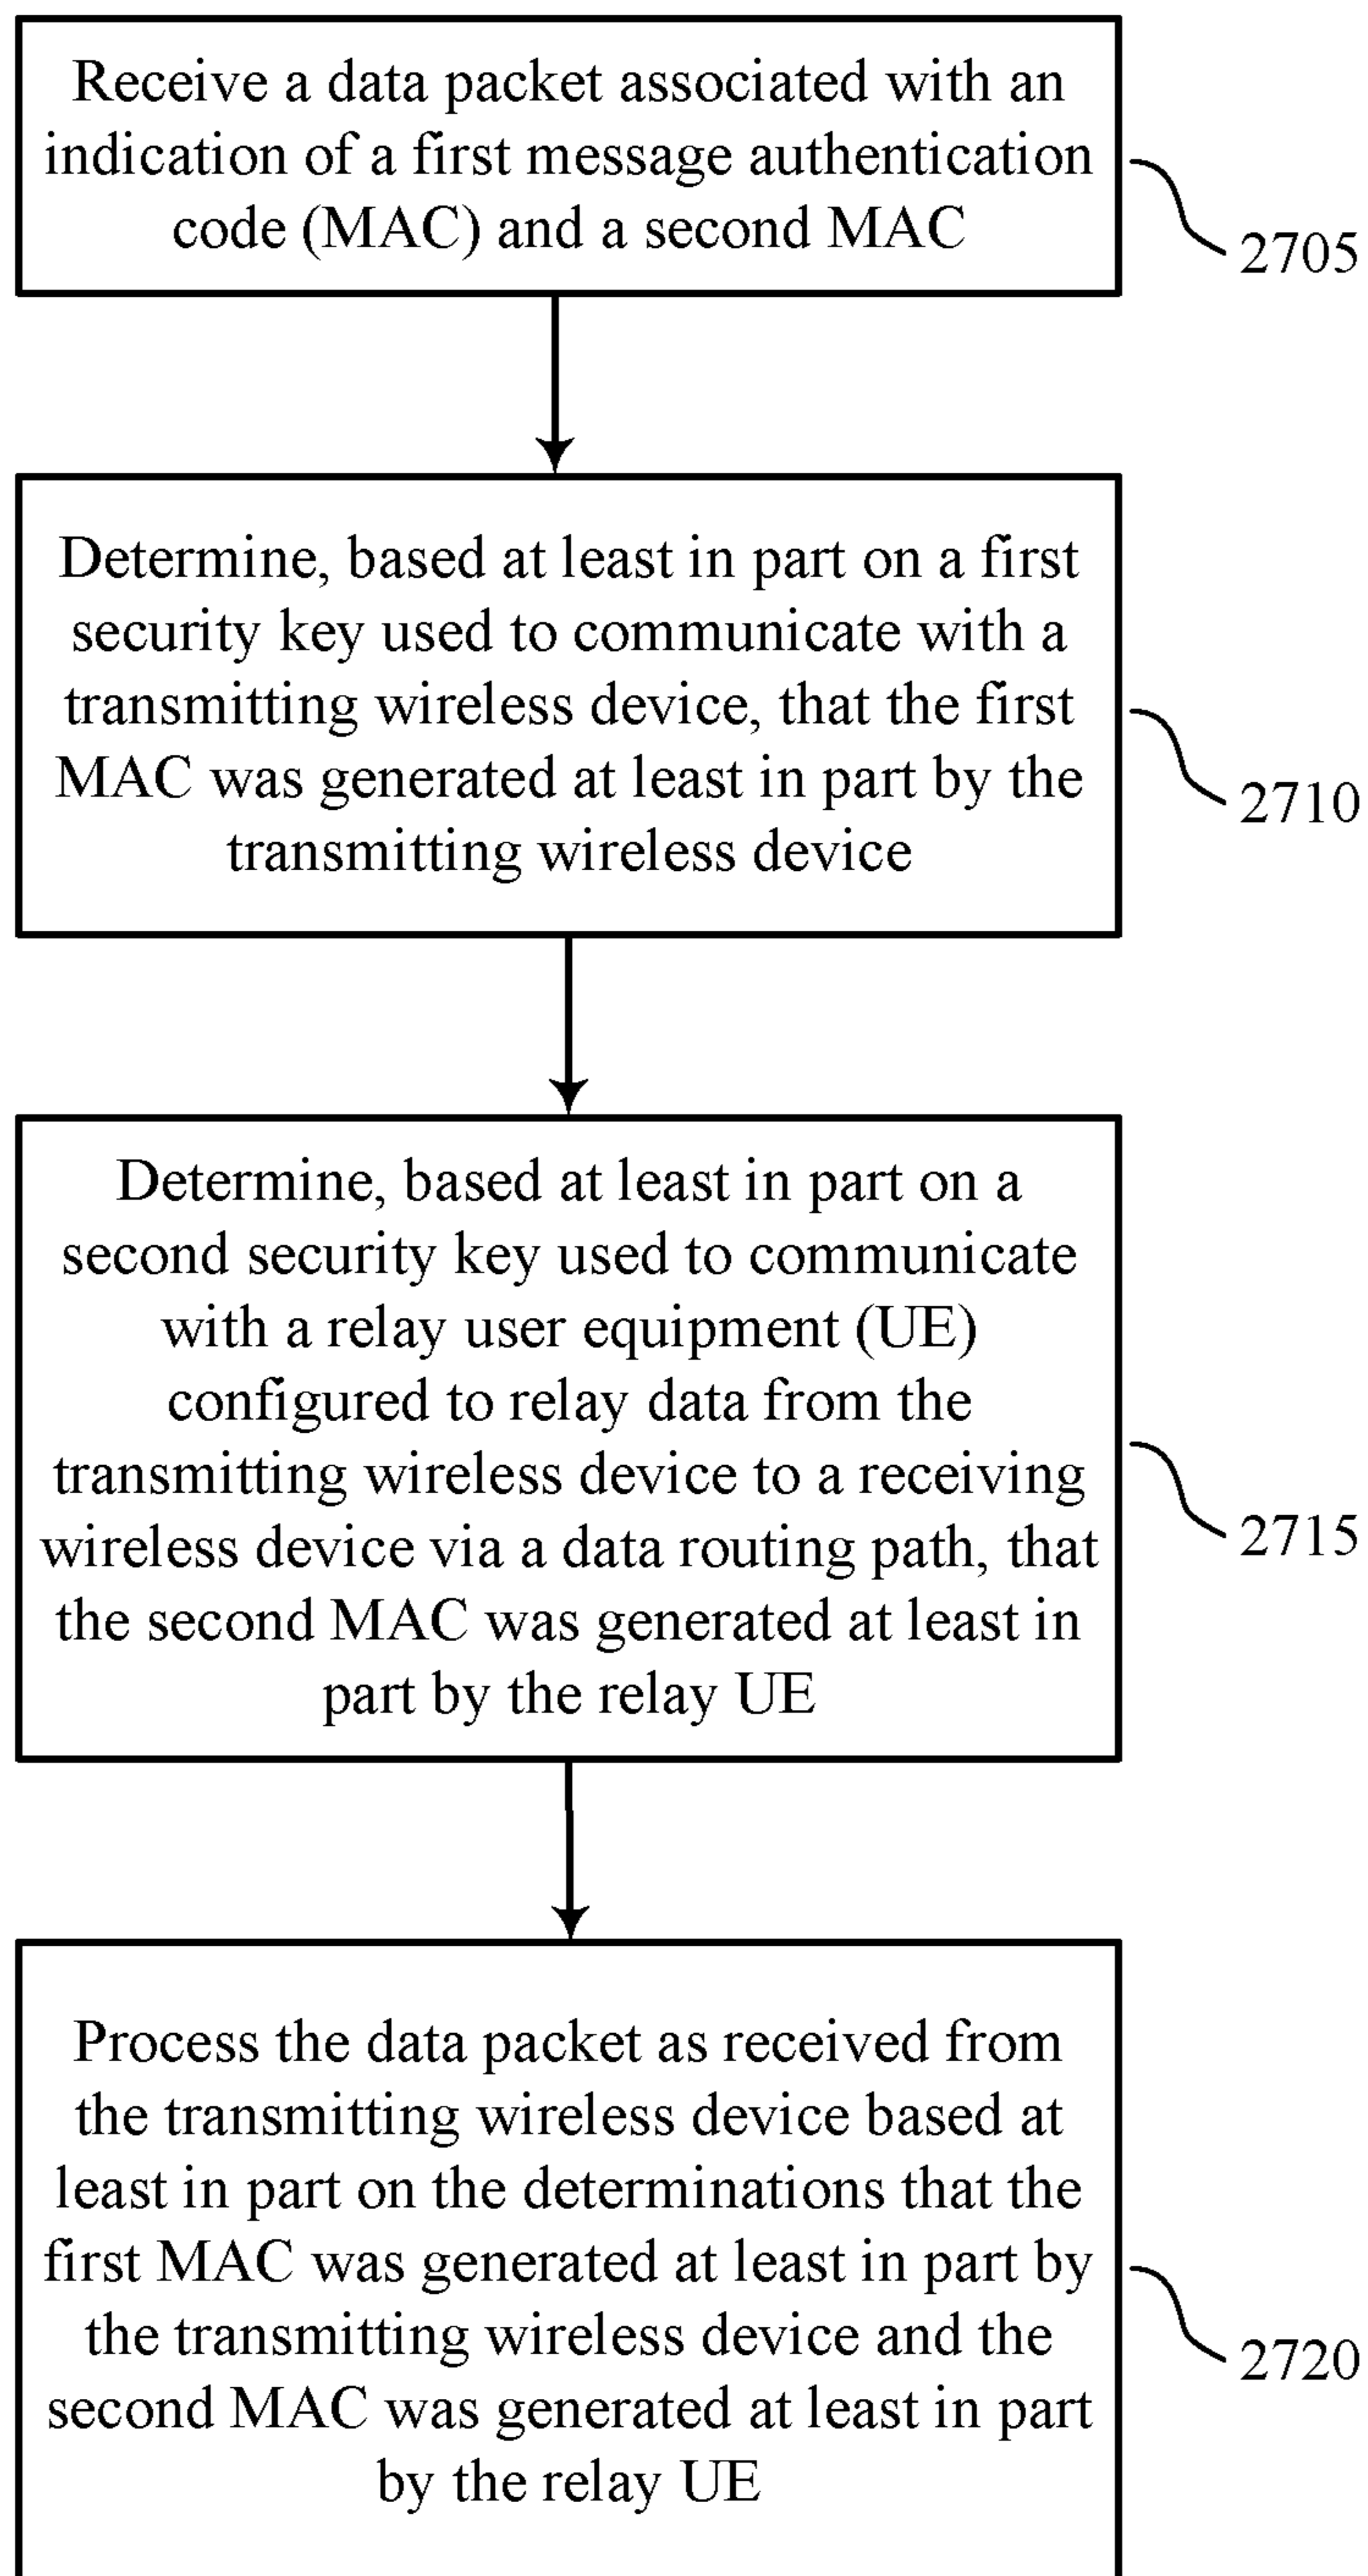 Receive a data packet associated with an
indication of a first message authentication
code (MAC) and a second MAC
2705
Determine, based at least in part on a first
security key used to communicate with a
transmitting wireless device, that the first
MAC was generated at least in part by the
transmitting wireless device
2710
Determine, based at least in part on a
second security key used to communicate
with a relay user equipment (UE)
configured to relay data from the
transmitting wireless device to a receiving
wireless device via a data routing path, that
the second MAC was generated at least in
part by the relay UE
2715
Process the data packet as received from
the transmitting wireless device based at
least in part on the determinations that the
first MAC was generated at least in part by
the transmitting wireless device and the
second MAC was generated at least in part
by the relay UE
2720